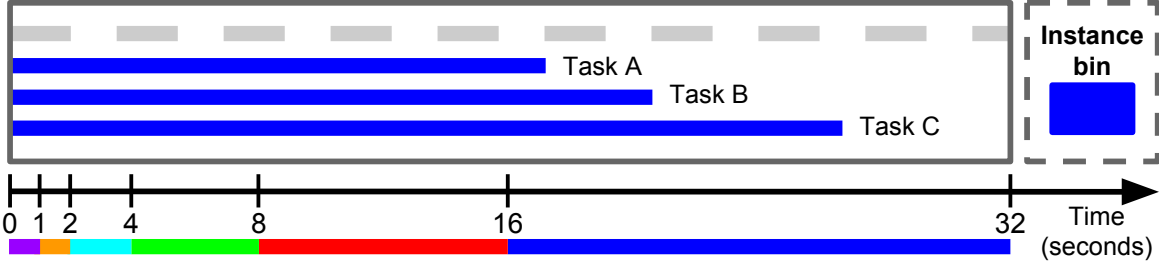 Instance
bin
Task A
Task B
Task C
0 1 2 4 8 16 32 Time
(seconds)